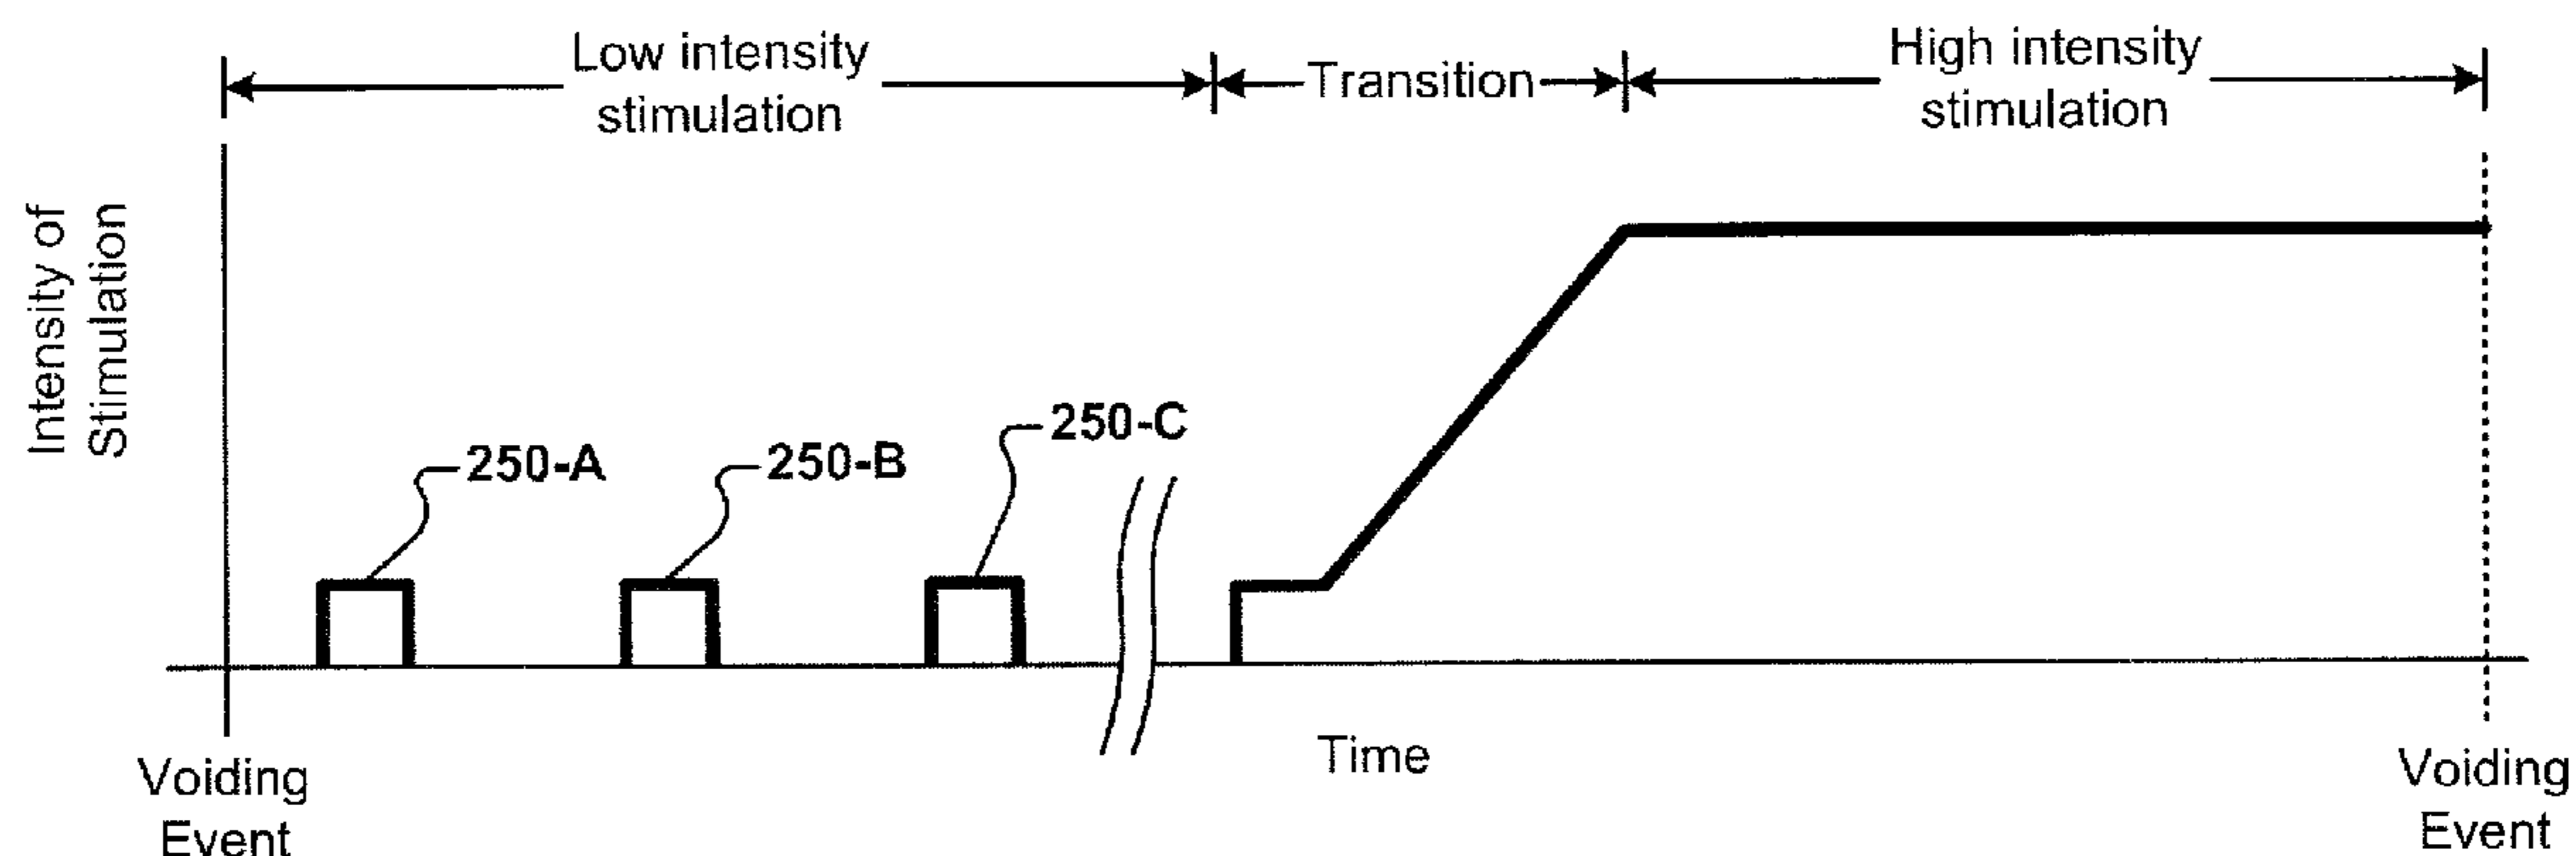 Low intensity
stimulation
Transition
High intensity
stimulation
Intensity of
Stimulation
250-A
250-B
250-C
Time
Voiding
Event
Voiding
Event